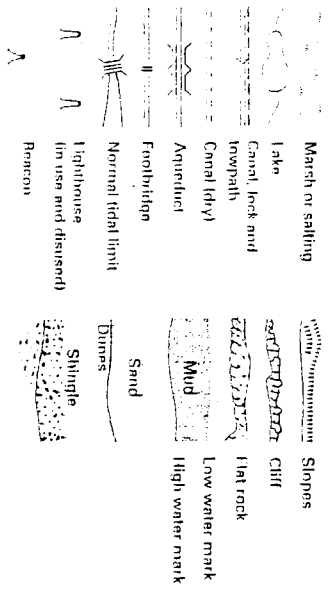 Marsh or salting
Lake
Canal, lock and
towpath
Canal (dry)
Aqueduct
Footbridge
Normal tidal limit
Lighthouse
(in use and disused)
Beacon
Slopes
Cliff
Flat rock
Low water mark
Mud
High water mark
Sand
Dunes
Shingle